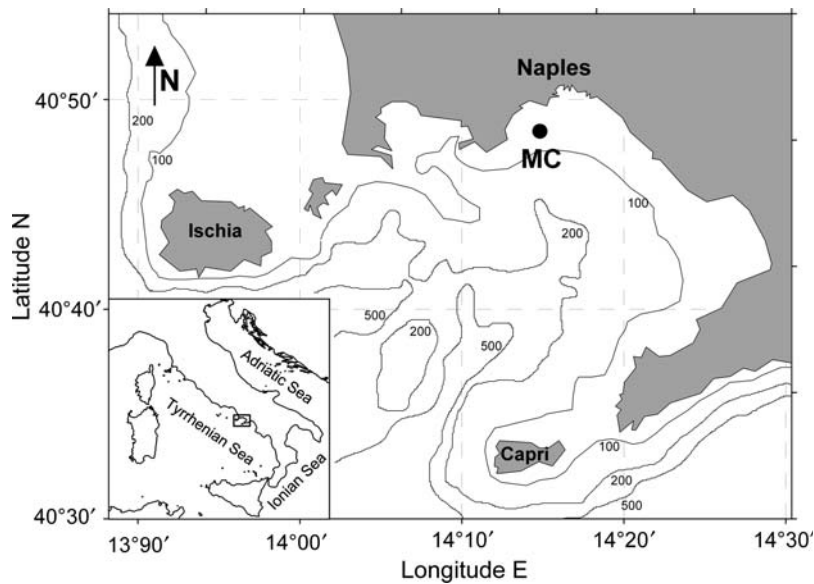 Naples
N
40°50′
200
100
MC
100
Ischia
200
Latitude N
40°40′
500
200
500
Adriatic Sea
Tyrrhenian Sea
Ionian Sea
Capri
100
200
500
40°30′
13°90′
14°00′
14°10′
14°20′
14°30′
Longitude E